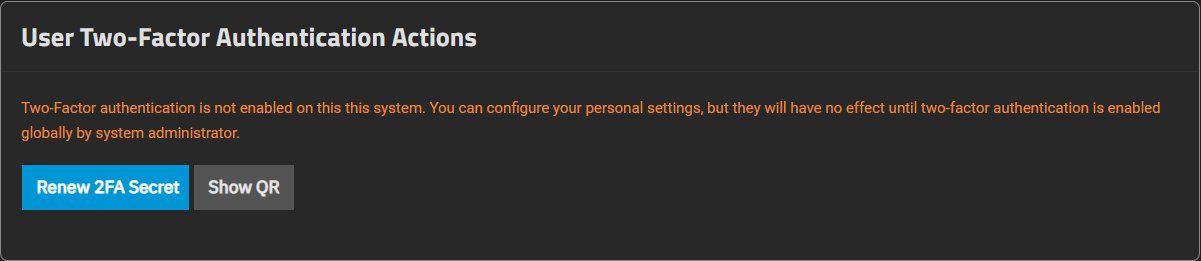 User Two-Factor Authentication Actions
Two-Factor authentication is not enabled on this this system. You can configure your personal settings, but they will have no effect until two-factor authentication is enabled
globally by system administrator.
Renew 2FA Secret Show QR